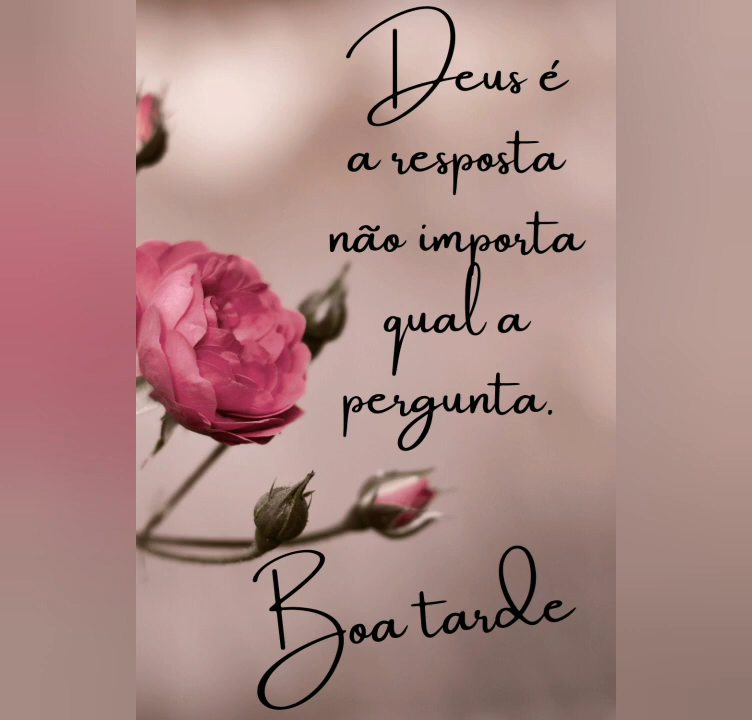 Deus é
a resposta
não importa
qual a
pergunta.
Boa tarde